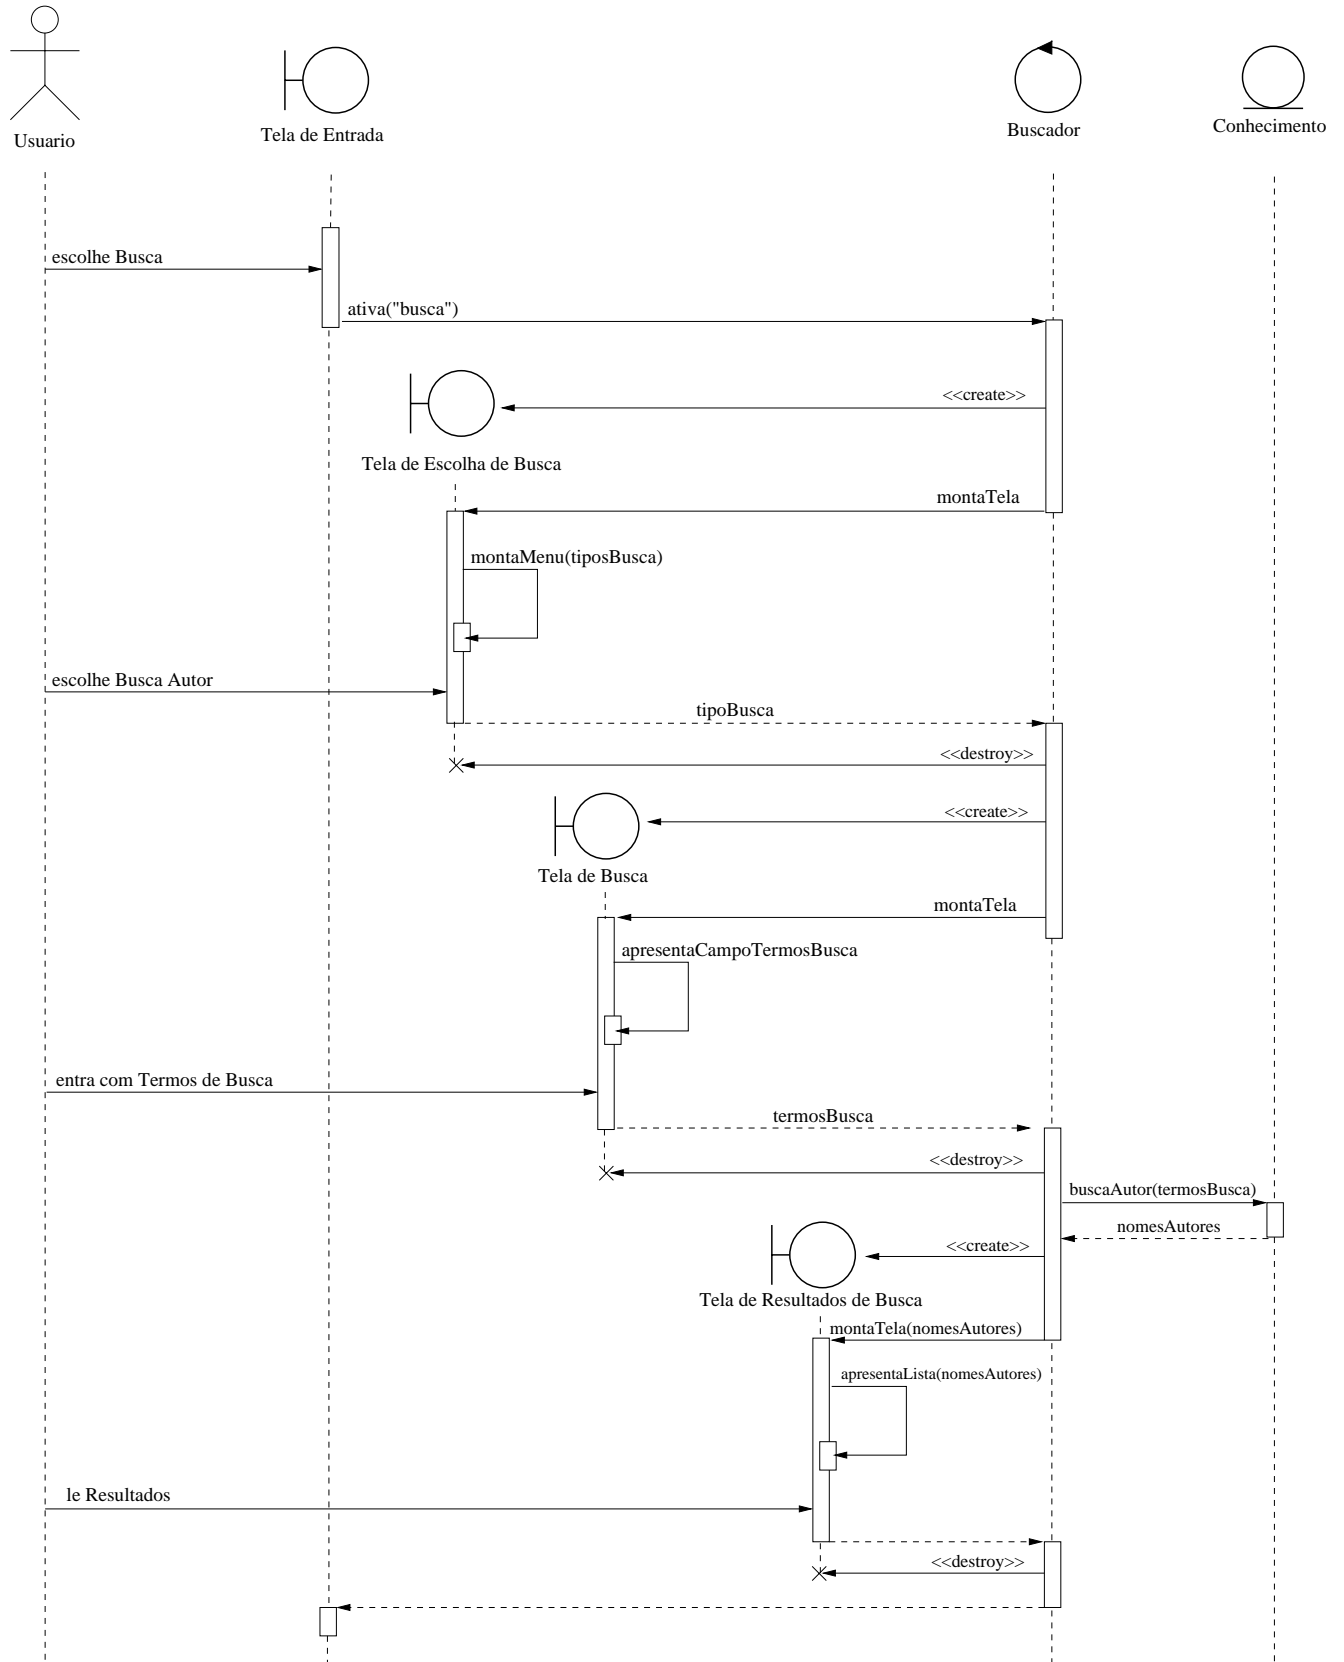 Usuario
Tela de Entrada
Buscador
Conhecimento
escolhe Busca
ativa("busca")
<<create>>
Tela de Escolha de Busca
montaTela
montaMenu(tiposBusca)
escolhe Busca Autor
tipoBusca
<<destroy>>
<<create>>
Tela de Busca
montaTela
apresentaCampoTermosBusca
entra com Termos de Busca
termosBusca
<<destroy>>
buscaAutor(termosBusca)
nomesAutores
<<create>>
Tela de Resultados de Busca
montaTela(nomesAutores)
apresentaLista(nomesAutores)
le Resultados
<<destroy>>